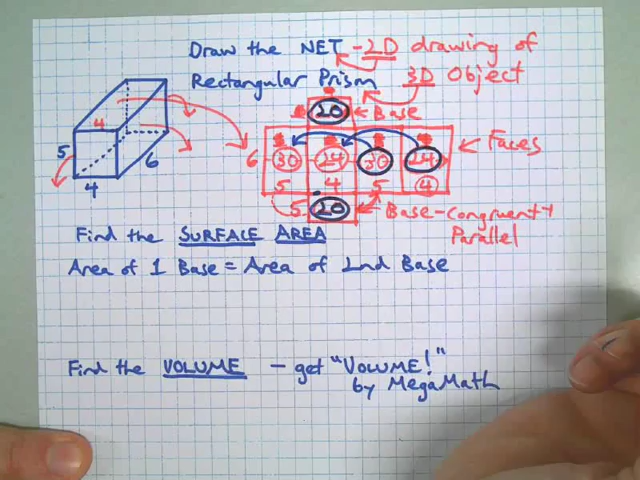 Draw the NET - 2D drawing of
Rectangular Prism 3D Object
20 ← Base
4
5
6
4
6 30 24 30 24 ← Faces
5 4 5 4
5 20 ← Base-congruent +
Parallel
Find the SURFACE AREA
Area of 1 Base = Area of 2nd Base
Find the VOLUME - get "VOLUME!"
by MegaMath